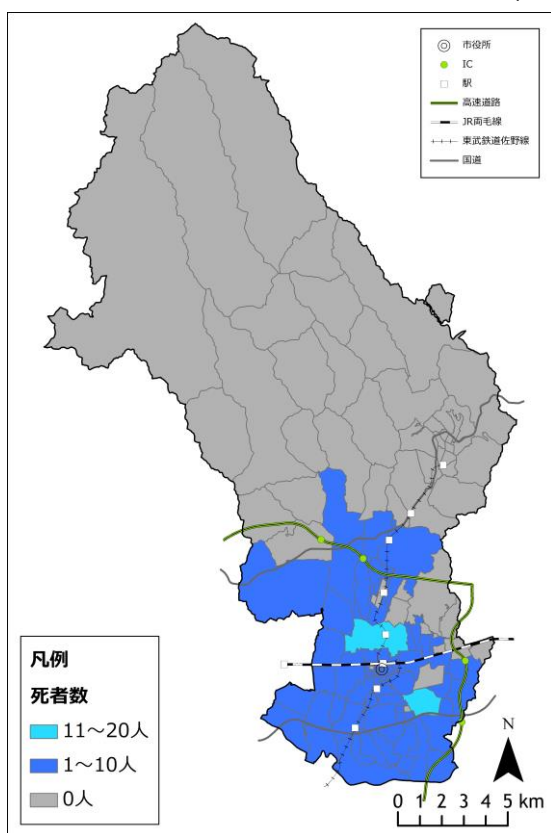 市役所
IC
駅
高速道路
JR両毛線
東武鉄道佐野線
国道
凡例
死者数
11～20人
1～10人
0人
N
0 1 2 3 4 5 km